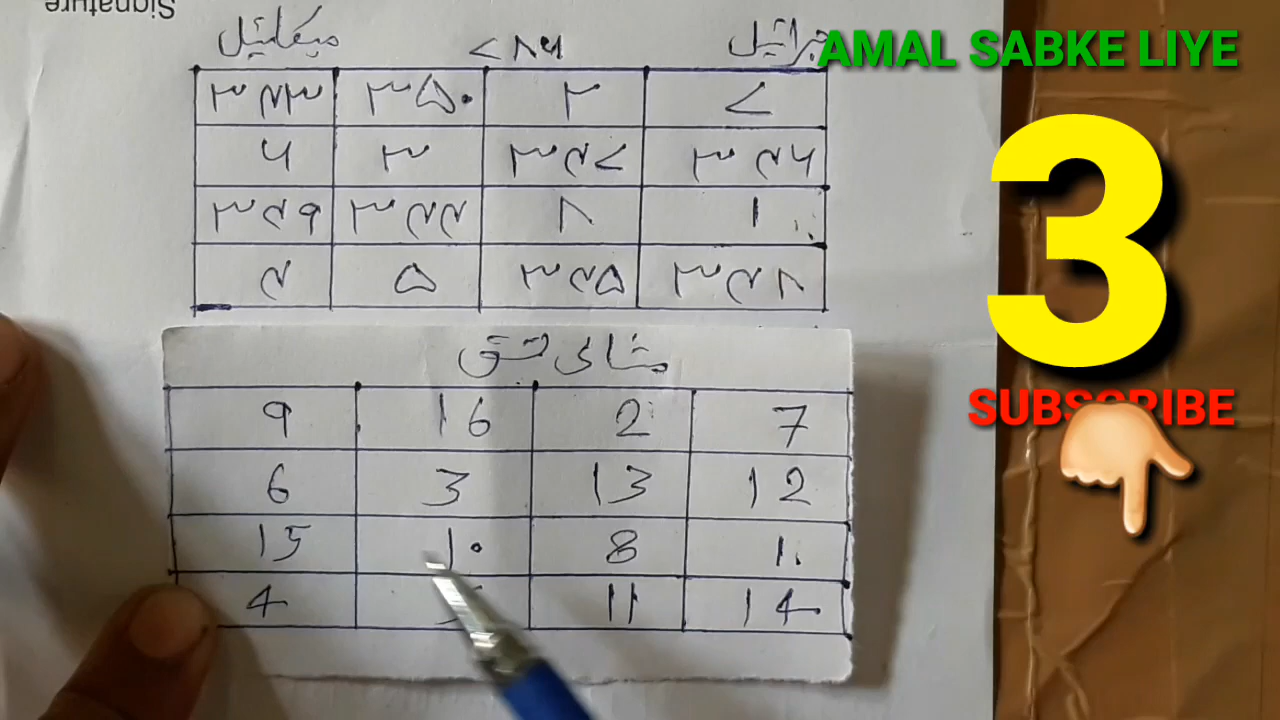 Signature
میکائیل ۷۸۶ جبرائیل
AMAL SABKE LIYE
۳۴۳ ۳۵۰ ۲ ۷
۶ ۳ ۳۴۷ ۳۴۶
۳۴۹ ۳۴۴ ۸ ۱
۴ ۵ ۳۴۵ ۳۴۸
3
SUBSCRIBE
مثالی نقش
9 16 2 7
6 3 13 12
15 10 8 1
4 11 14